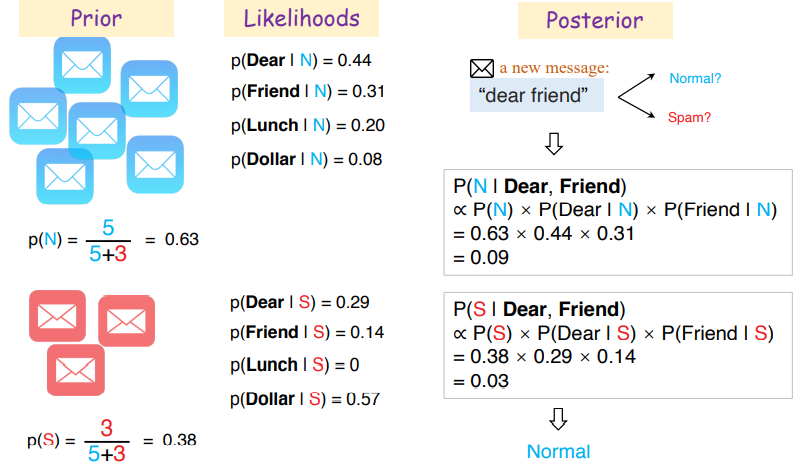 Prior
Likelihoods
Posterior
p(Dear | N) = 0.44
p(Friend | N) = 0.31
p(Lunch | N) = 0.20
p(Dollar | N) = 0.08
p(N) = 5 / 5+3 = 0.63
p(Dear | S) = 0.29
p(Friend | S) = 0.14
p(Lunch | S) = 0
p(Dollar | S) = 0.57
p(S) = 3 / 5+3 = 0.38
a new message:
“dear friend”
Normal?
Spam?
P(N | Dear, Friend)
∝ P(N) × P(Dear | N) × P(Friend | N)
= 0.63 × 0.44 × 0.31
= 0.09
P(S | Dear, Friend)
∝ P(S) × P(Dear | S) × P(Friend | S)
= 0.38 × 0.29 × 0.14
= 0.03
Normal